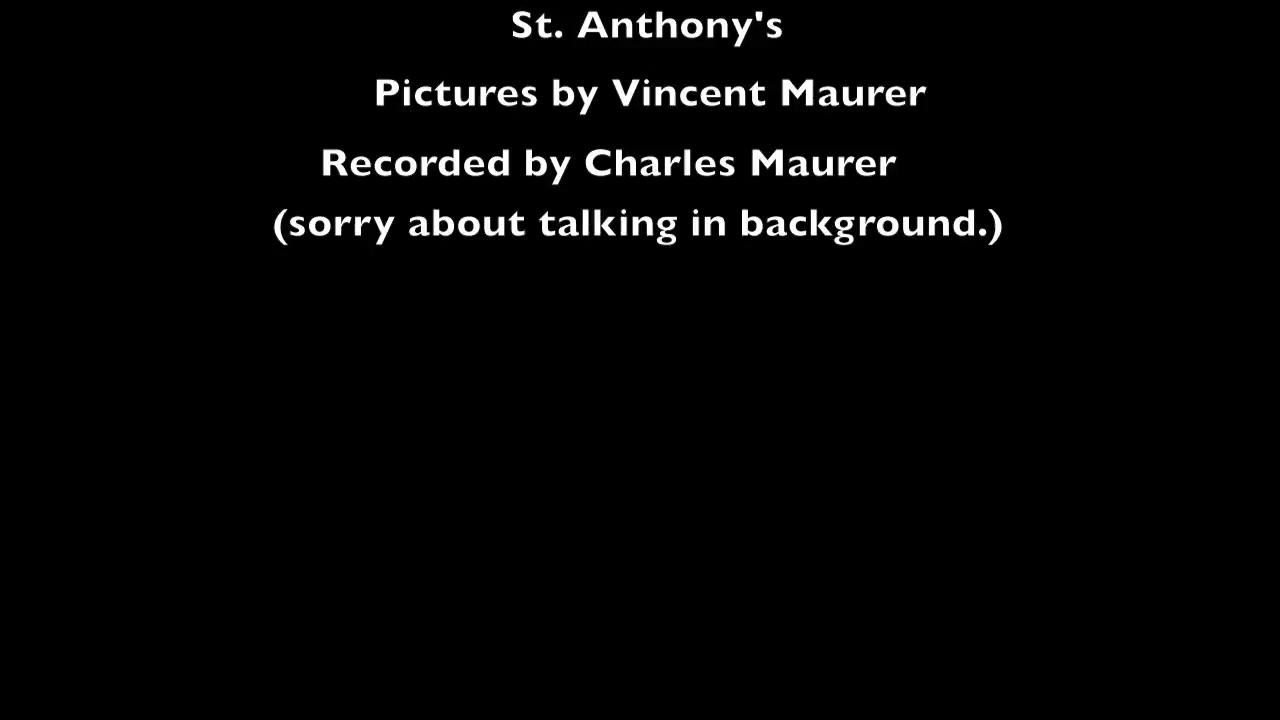 St. Anthony's
Pictures by Vincent Maurer
Recorded by Charles Maurer
(sorry about talking in background.)